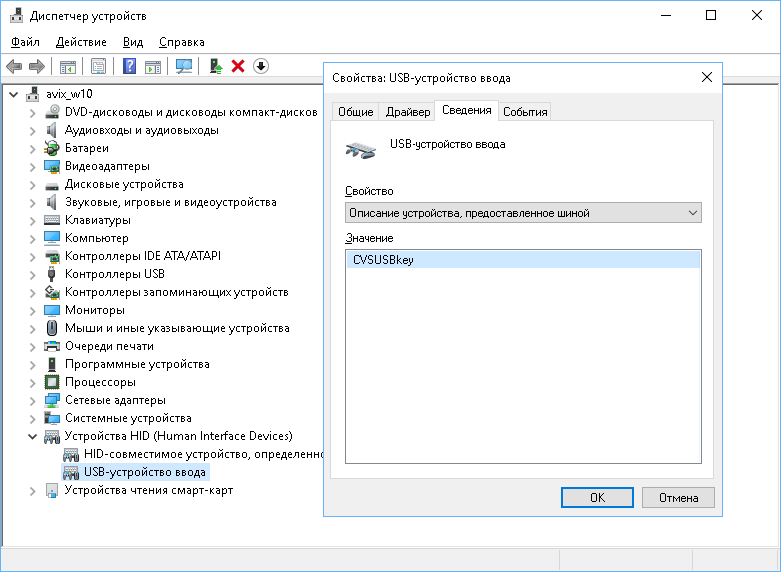 Диспетчер устройств
Файл Действие Вид Справка
avix_w10
DVD-дисководы и дисководы компакт-дисков
Аудиовходы и аудиовыходы
Батареи
Видеоадаптеры
Дисковые устройства
Звуковые, игровые и видеоустройства
Клавиатуры
Компьютер
Контроллеры IDE ATA/ATAPI
Контроллеры USB
Контроллеры запоминающих устройств
Мониторы
Мыши и иные указывающие устройства
Очереди печати
Программные устройства
Процессоры
Сетевые адаптеры
Системные устройства
Устройства HID (Human Interface Devices)
HID-совместимое устройство, определенно
USB-устройство ввода
Устройства чтения смарт-карт
Свойства: USB-устройство ввода
Общие Драйвер Сведения События
USB-устройство ввода
Свойство
Описание устройства, предоставленное шиной
Значение
CVSUSBkey
OK Отмена